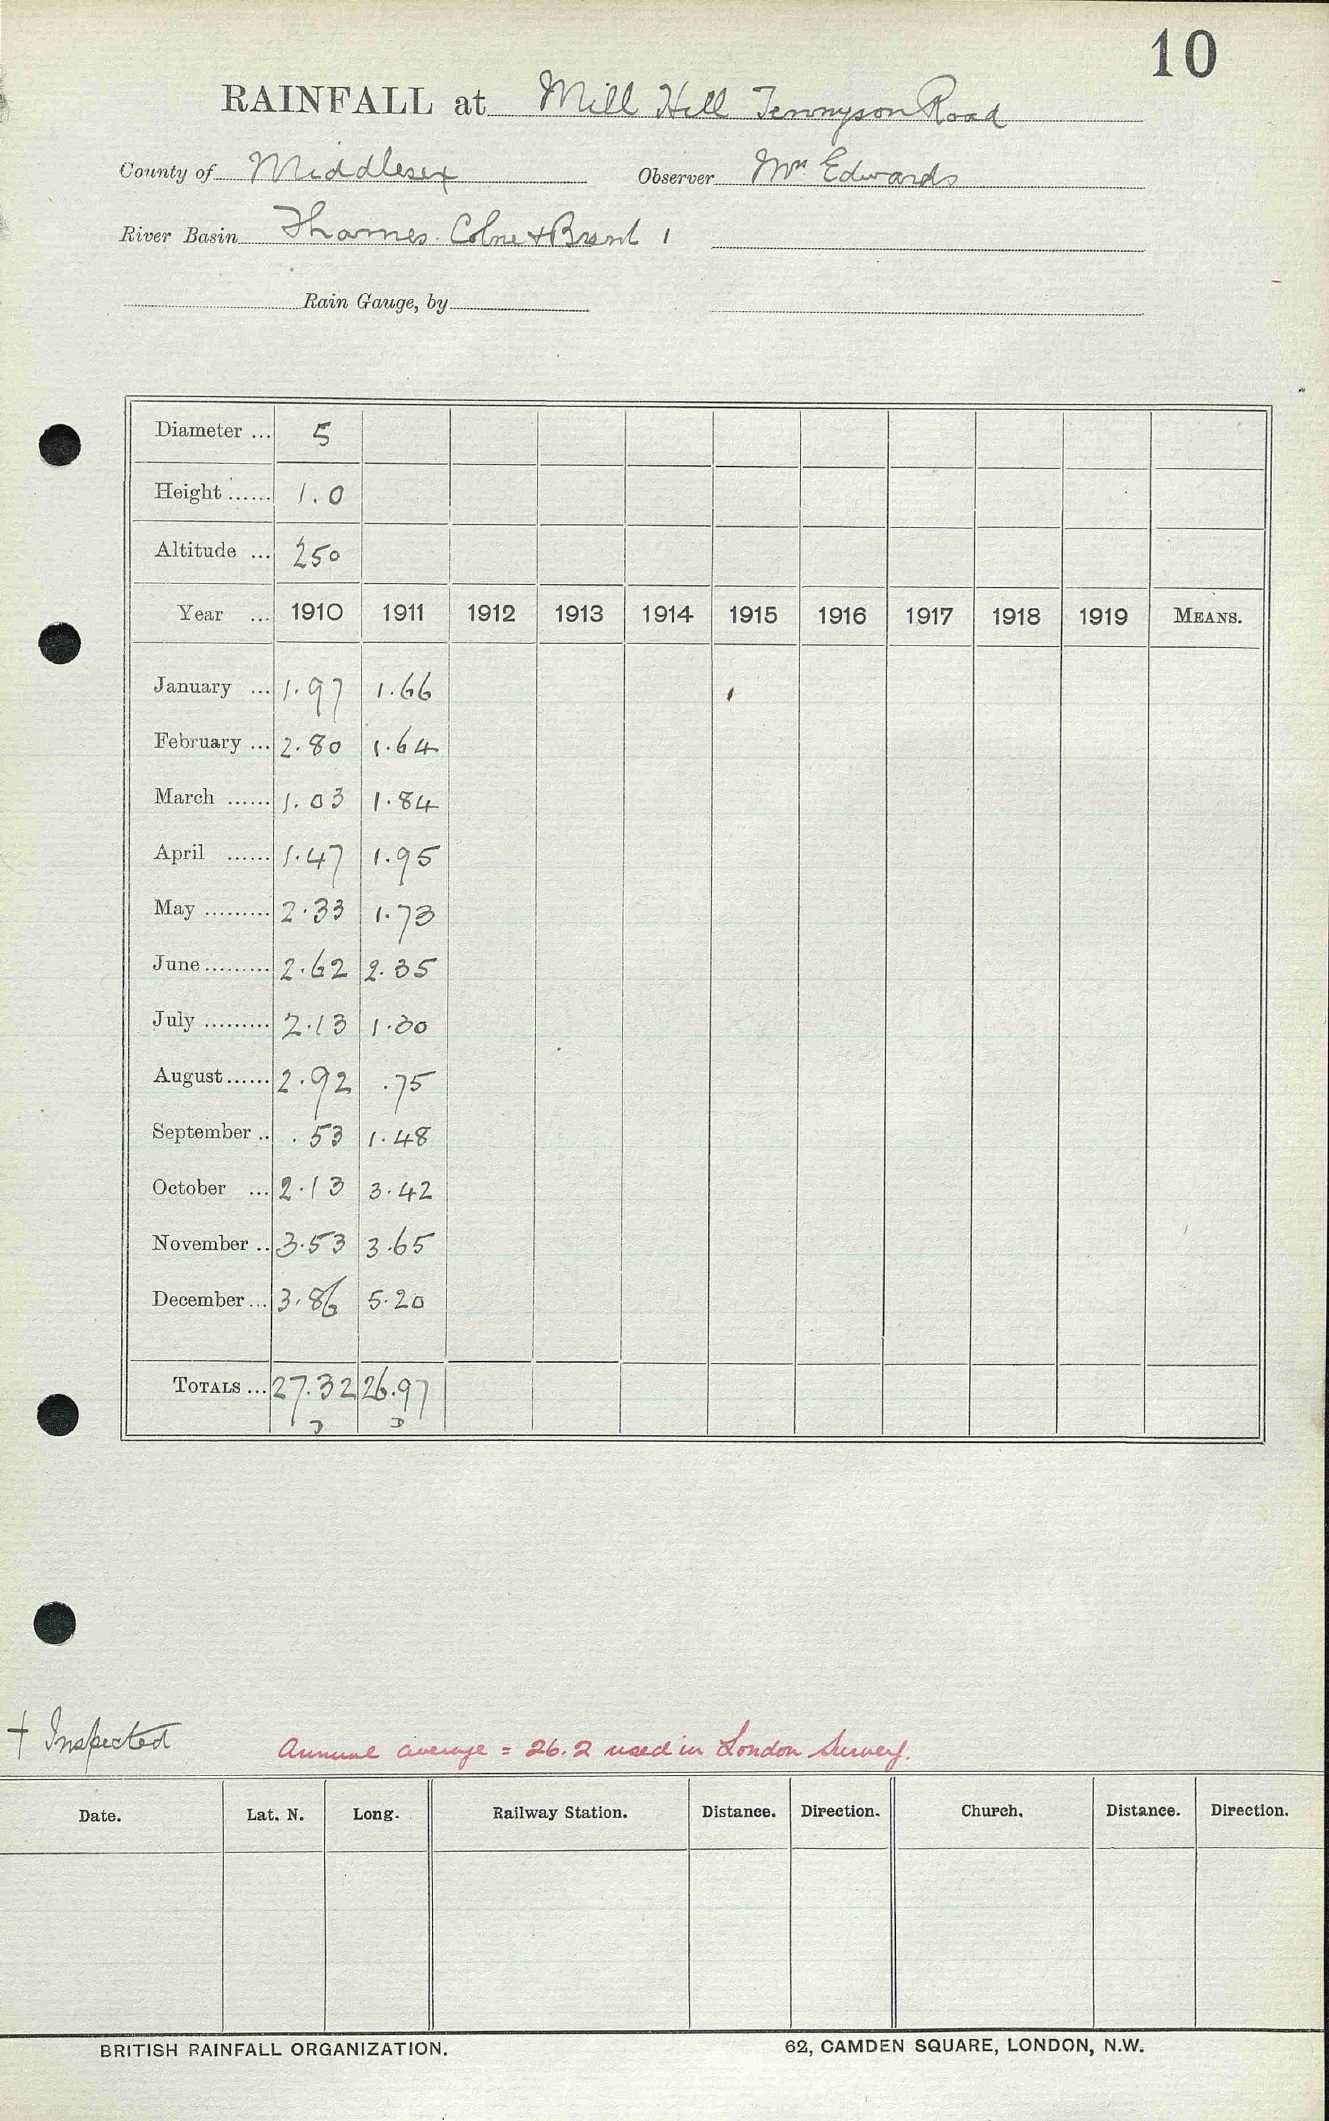 10
RAINFALL at Mill Hill Tennyson Road
County of Middlesex Observer Mr. Edwards
River Basin Thames. Colne + Brent 1
Rain Gauge, by
Diameter ... 5
Height ...... 1.0
Altitude ... 250
Year ... 1910 1911 1912 1913 1914 1915 1916 1917 1918 1919 MEANS.
January ... 1.97 1.66
February ... 2.80 1.64
March ...... 1.03 1.84
April ...... 1.47 1.95
May ......... 2.33 1.73
June ......... 2.62 2.35
July ......... 2.13 1.30
August ...... 2.92 .75
September .. .53 1.48
October ... 2.13 3.42
November .. 3.53 3.65
December ... 3.86 5.20
TOTALS ... 27.32 26.97
† Inspected
Annual average = 26.2 used in London Survey.
Date. Lat. N. Long. Railway Station. Distance. Direction. Church. Distance. Direction.
BRITISH RAINFALL ORGANIZATION. 62, CAMDEN SQUARE, LONDON, N.W.